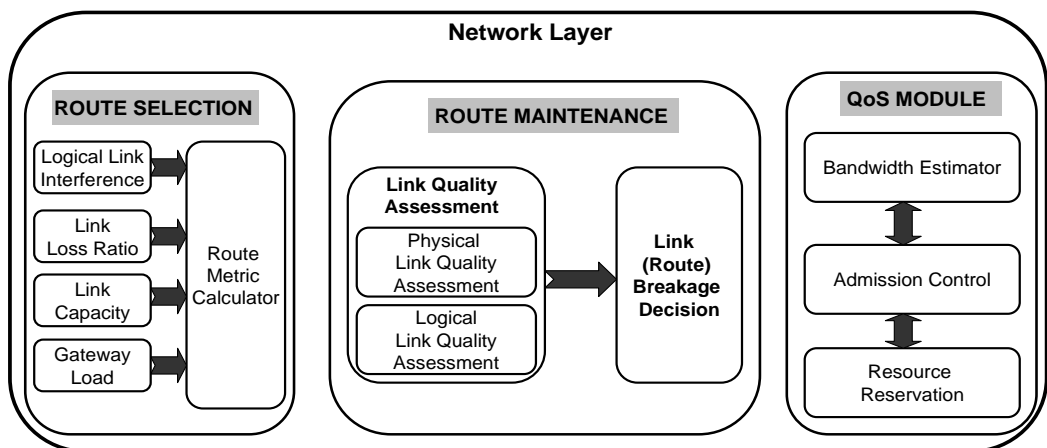 Network Layer
ROUTE SELECTION
Logical Link
Interference
Link
Loss Ratio
Link
Capacity
Gateway
Load
Route
Metric
Calculator
ROUTE MAINTENANCE
Link Quality
Assessment
Physical
Link Quality
Assessment
Logical
Link Quality
Assessment
Link
(Route)
Breakage
Decision
QoS MODULE
Bandwidth Estimator
Admission Control
Resource
Reservation